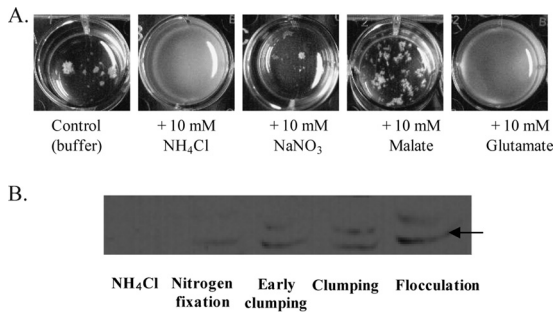 A.
Control
(buffer)
+ 10 mM
NH₄Cl
+ 10 mM
NaNO₃
+ 10 mM
Malate
+ 10 mM
Glutamate
B.
NH₄Cl
Nitrogen
fixation
Early
clumping
Clumping
Flocculation